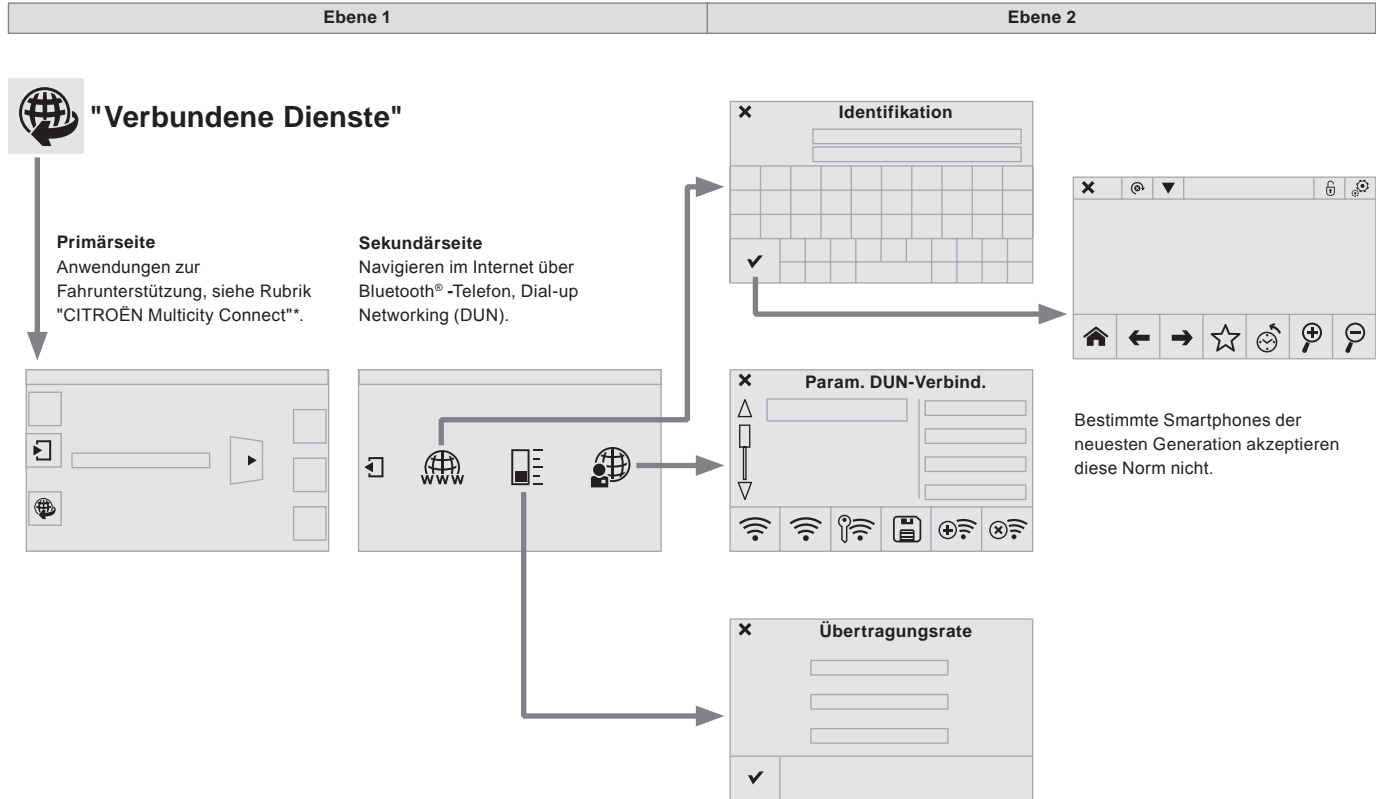 Ebene 1
Ebene 2
"Verbundene Dienste"
Primärseite
Anwendungen zur
Fahrunterstützung, siehe Rubrik
"CITROËN Multicity Connect"*.
Sekundärseite
Navigieren im Internet über
Bluetooth® -Telefon, Dial-up
Networking (DUN).
WWW
Identifikation
Param. DUN-Verbind.
Bestimmte Smartphones der
neuesten Generation akzeptieren
diese Norm nicht.
Übertragungsrate